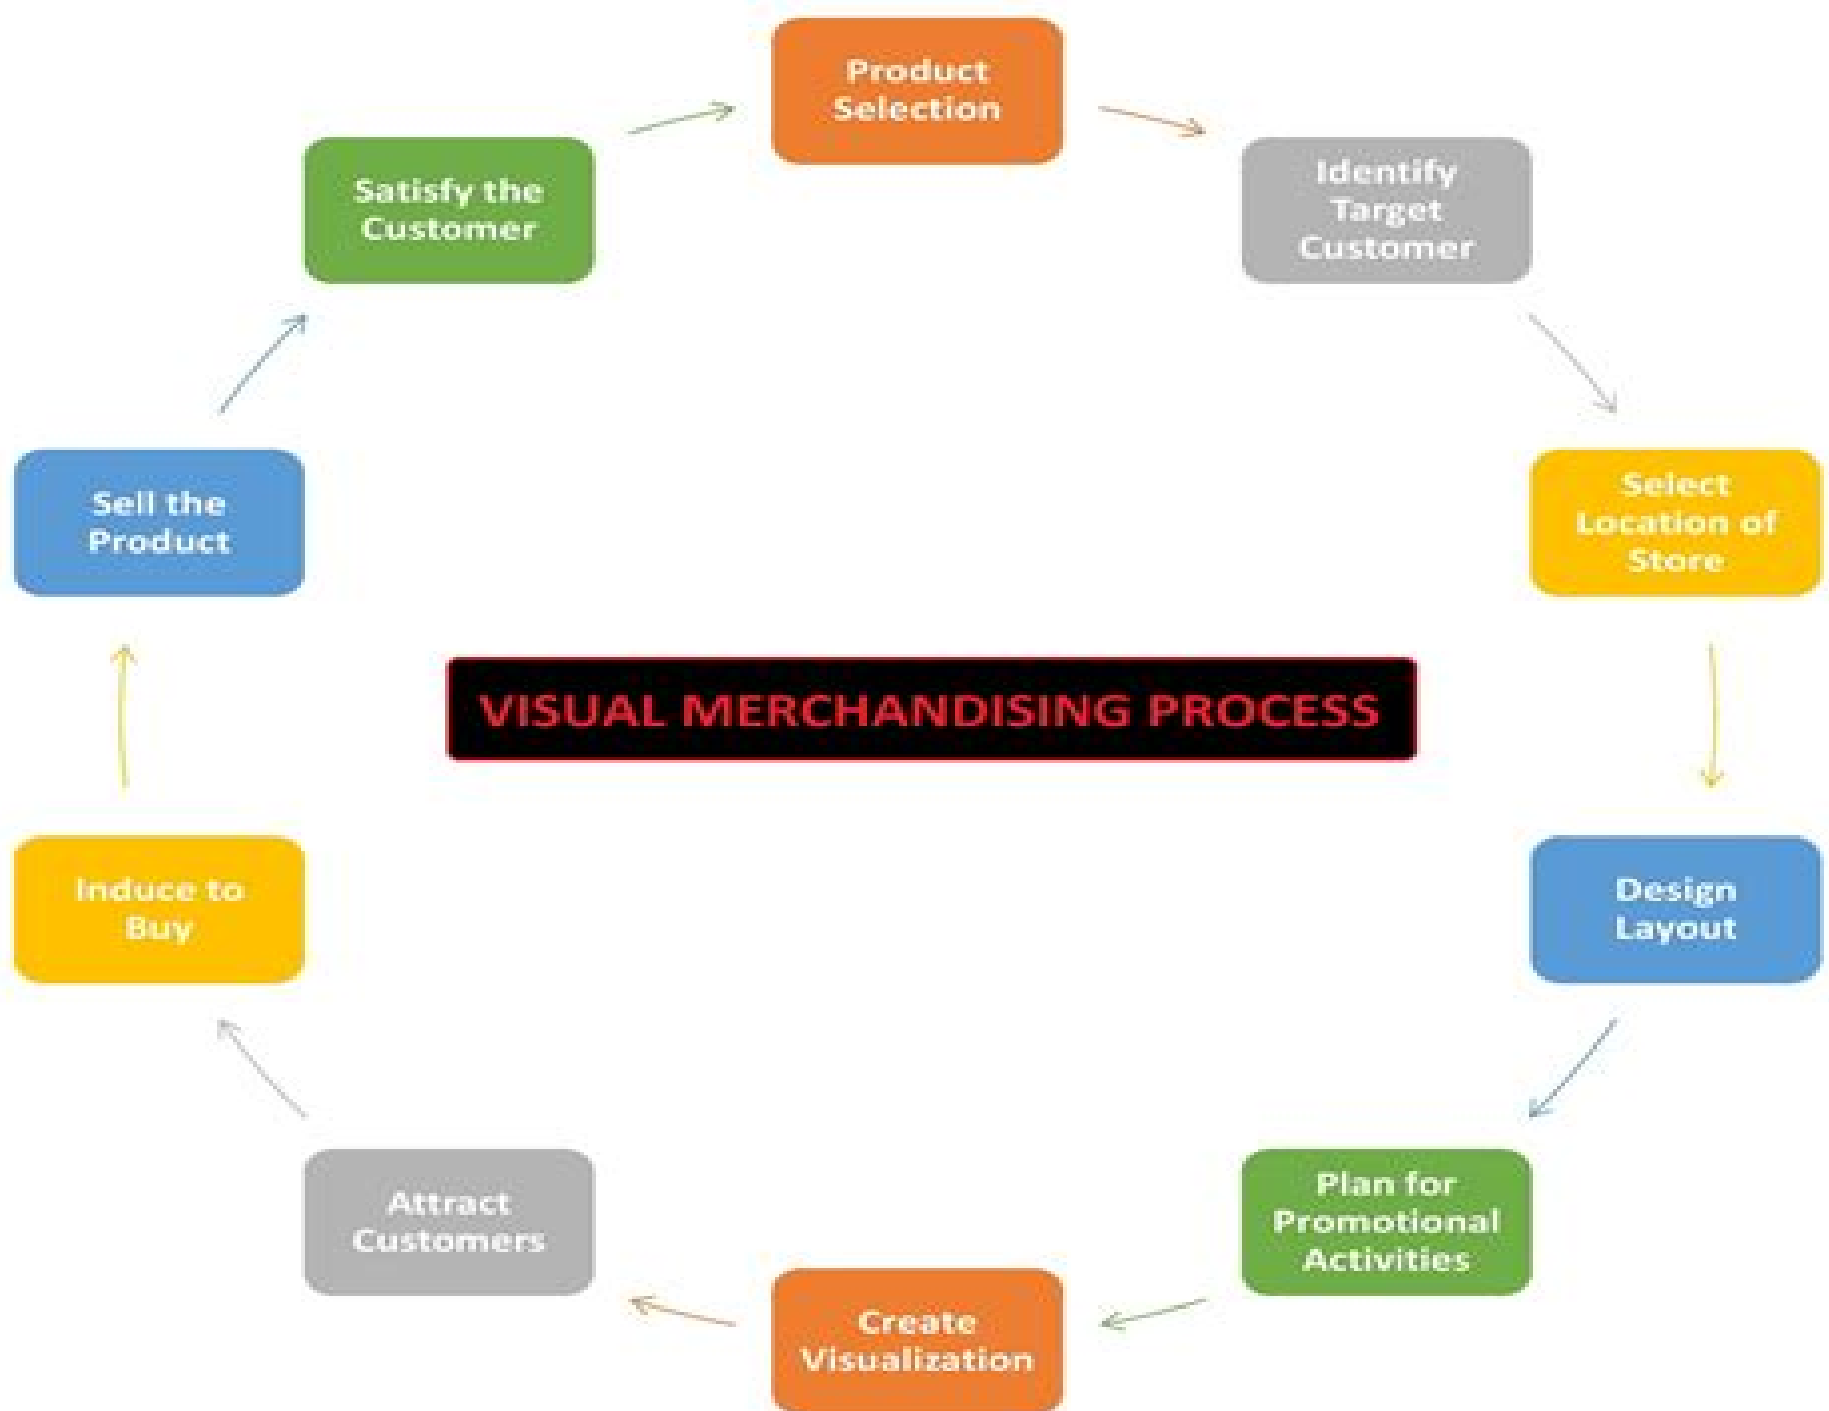 Product
Selection
Identify
Target
Customer
Select
Location of
Store
Design
Layout
Plan for
Promotional
Activities
Create
Visualization
Attract
Customers
Induce to
Buy
Sell the
Product
Satisfy the
Customer
VISUAL MERCHANDISING PROCESS